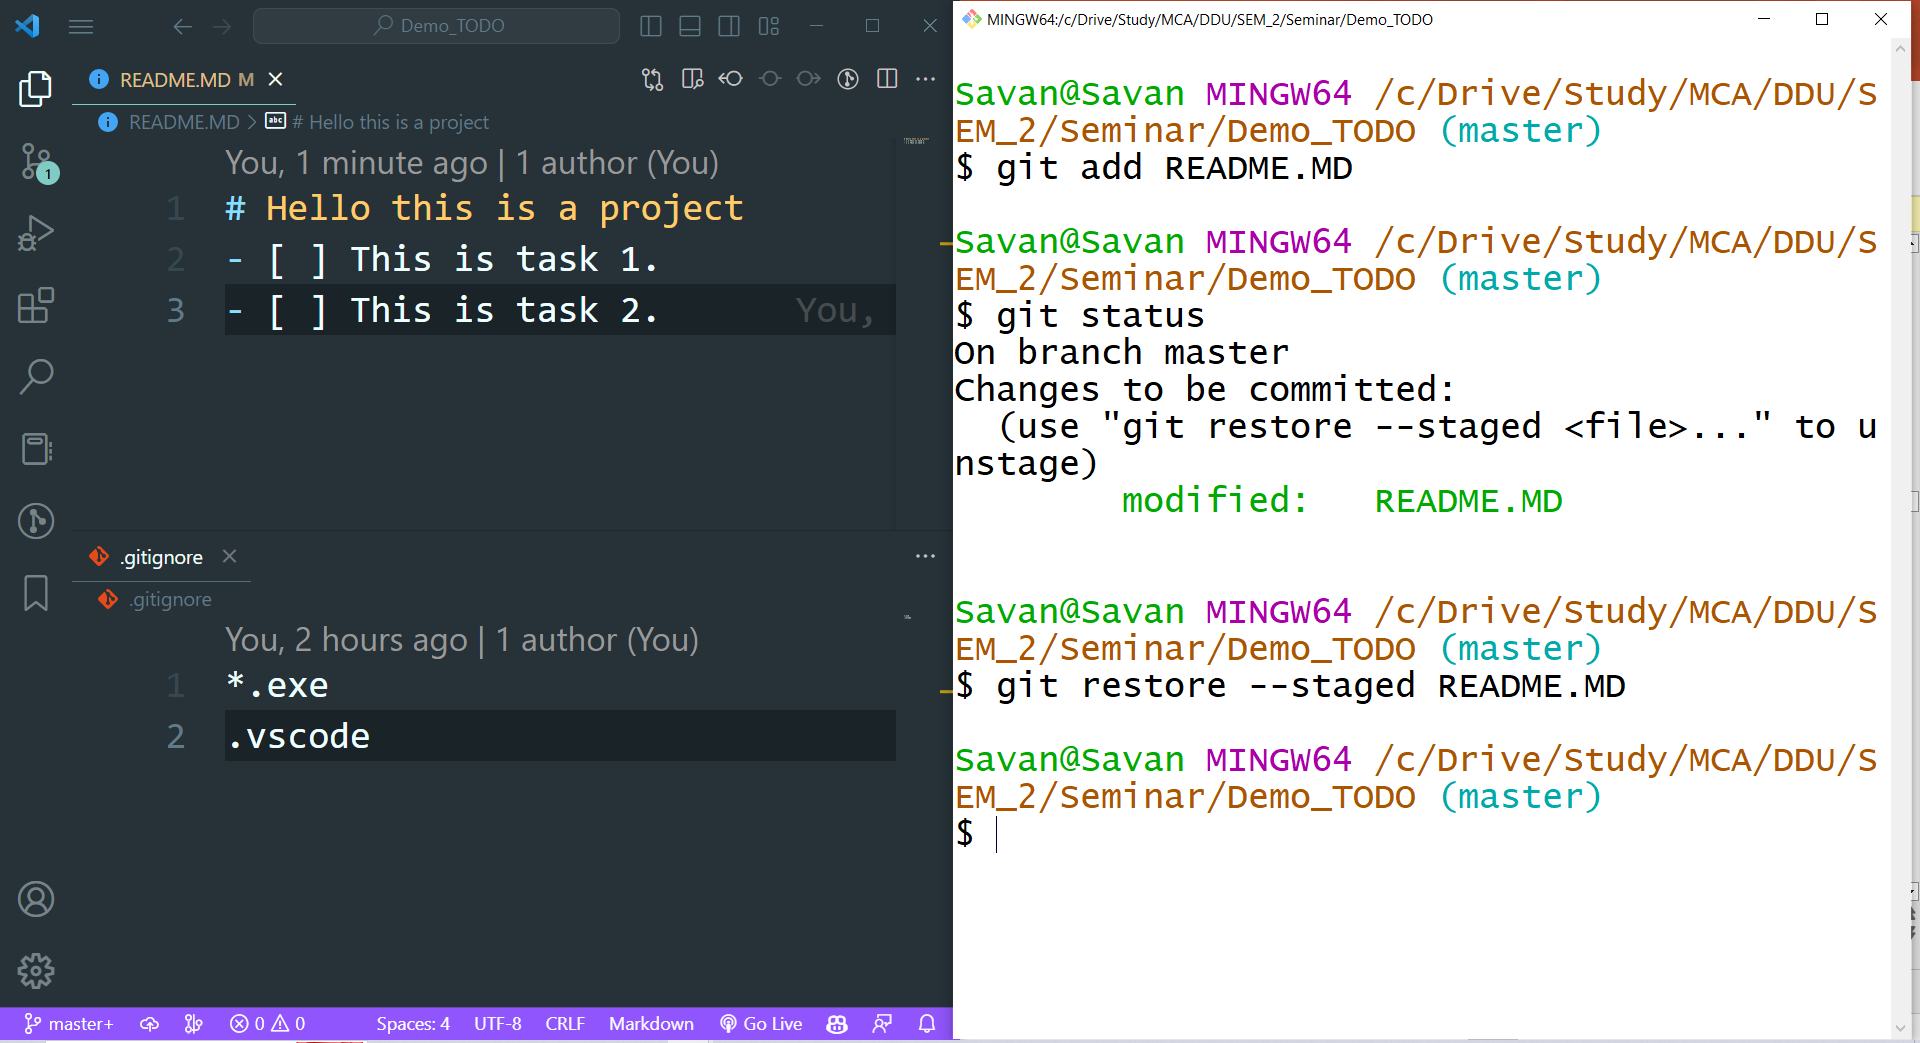 Demo_TODO
README.MD M
README.MD > # Hello this is a project
You, 1 minute ago | 1 author (You)
1 # Hello this is a project
2 - [ ] This is task 1.
3 - [ ] This is task 2. You,
1
.gitignore
.gitignore
You, 2 hours ago | 1 author (You)
1 *.exe
2 .vscode
master+ 0 0 Spaces: 4 UTF-8 CRLF Markdown Go Live
MINGW64:/c/Drive/Study/MCA/DDU/SEM_2/Seminar/Demo_TODO
Savan@Savan MINGW64 /c/Drive/Study/MCA/DDU/S
EM_2/Seminar/Demo_TODO (master)
$ git add README.MD
Savan@Savan MINGW64 /c/Drive/Study/MCA/DDU/S
EM_2/Seminar/Demo_TODO (master)
$ git status
On branch master
Changes to be committed:
(use "git restore --staged <file>..." to u
nstage)
modified: README.MD
Savan@Savan MINGW64 /c/Drive/Study/MCA/DDU/S
EM_2/Seminar/Demo_TODO (master)
$ git restore --staged README.MD
Savan@Savan MINGW64 /c/Drive/Study/MCA/DDU/S
EM_2/Seminar/Demo_TODO (master)
$